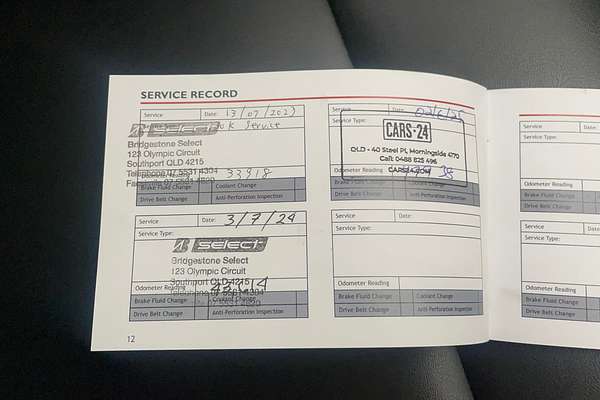 SERVICE RECORD
Service
Date: 13/07/2023
Service
Select
Bridgestone Select
123 Olympic Circuit
Southport QLD 4215
Telephone 07 5531 4304
Odometer Reading 33918
Brake Fluid Change
Coolant Change
Drive Belt Change
Anti-Perforation Inspection
Service
Date:
Service Type:
CARS-24
QLD - 40 Steel Pl, Morningside 4170
Call: 0488 825 496
Odometer Reading
Brake Fluid Change
Coolant Change
Drive Belt Change
Anti-Perforation Inspection
Service
Date: 3/7/24
Service Type:
Select
Bridgestone Select
123 Olympic Circuit
Southport QLD 4215
Odometer Reading
Brake Fluid Change
Coolant Change
Drive Belt Change
Anti-Perforation Inspection
Service
Date:
Service Type:
Odometer Reading
Brake Fluid Change
Coolant Change
Drive Belt Change
Anti-Perforation Inspection
12
Service
Service Type:
Odometer Reading
Brake Fluid Change
Drive Belt Change
Service
Service Type:
Odometer Reading
Brake Fluid Change
Drive Belt Change